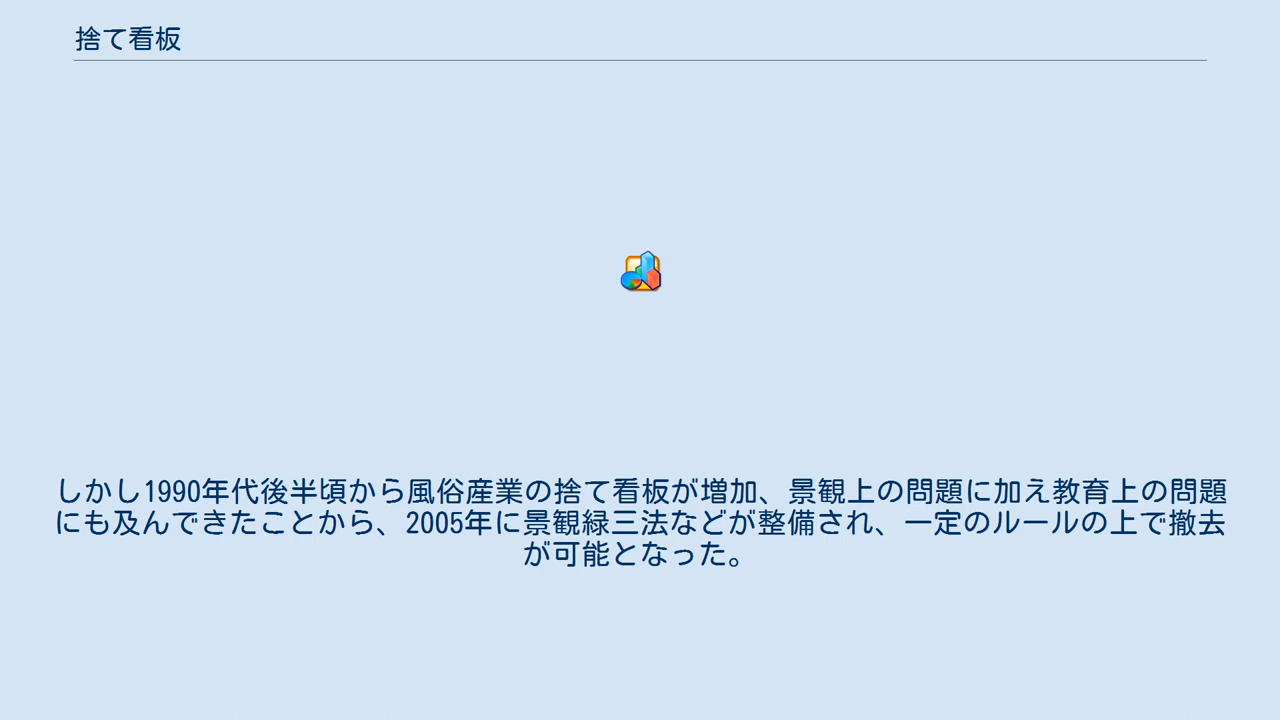 捨て看板
しかし1990年代後半頃から風俗産業の捨て看板が増加、景観上の問題に加え教育上の問題
にも及んできたことから、2005年に景観緑三法などが整備され、一定のルールの上で撤去
が可能となった。